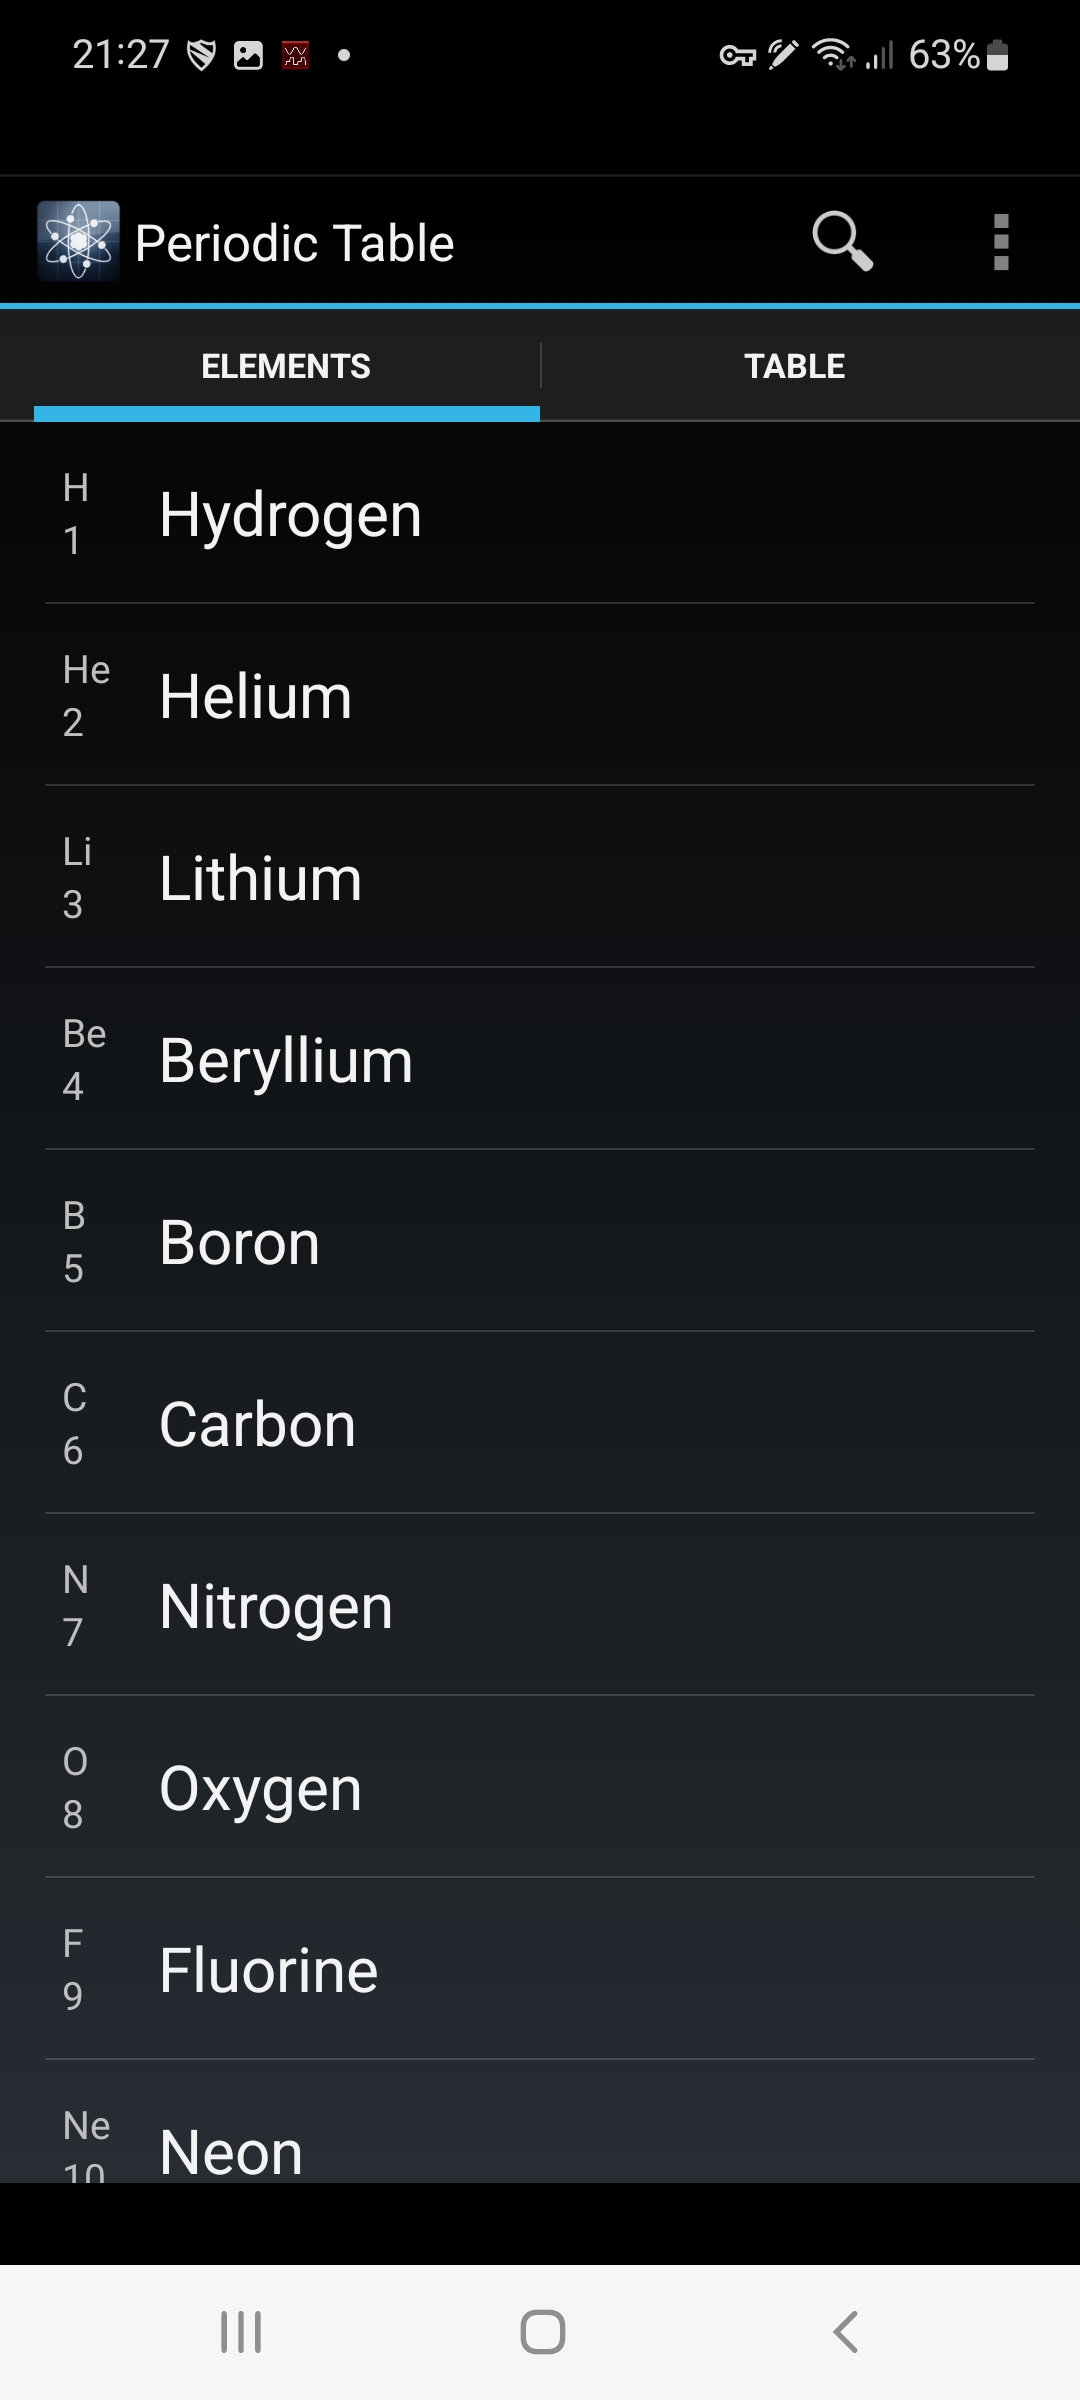 21:27
63%
Periodic Table
ELEMENTS
TABLE
H
1
Hydrogen
He
2
Helium
Li
3
Lithium
Be
4
Beryllium
B
5
Boron
C
6
Carbon
N
7
Nitrogen
O
8
Oxygen
F
9
Fluorine
Ne
10
Neon